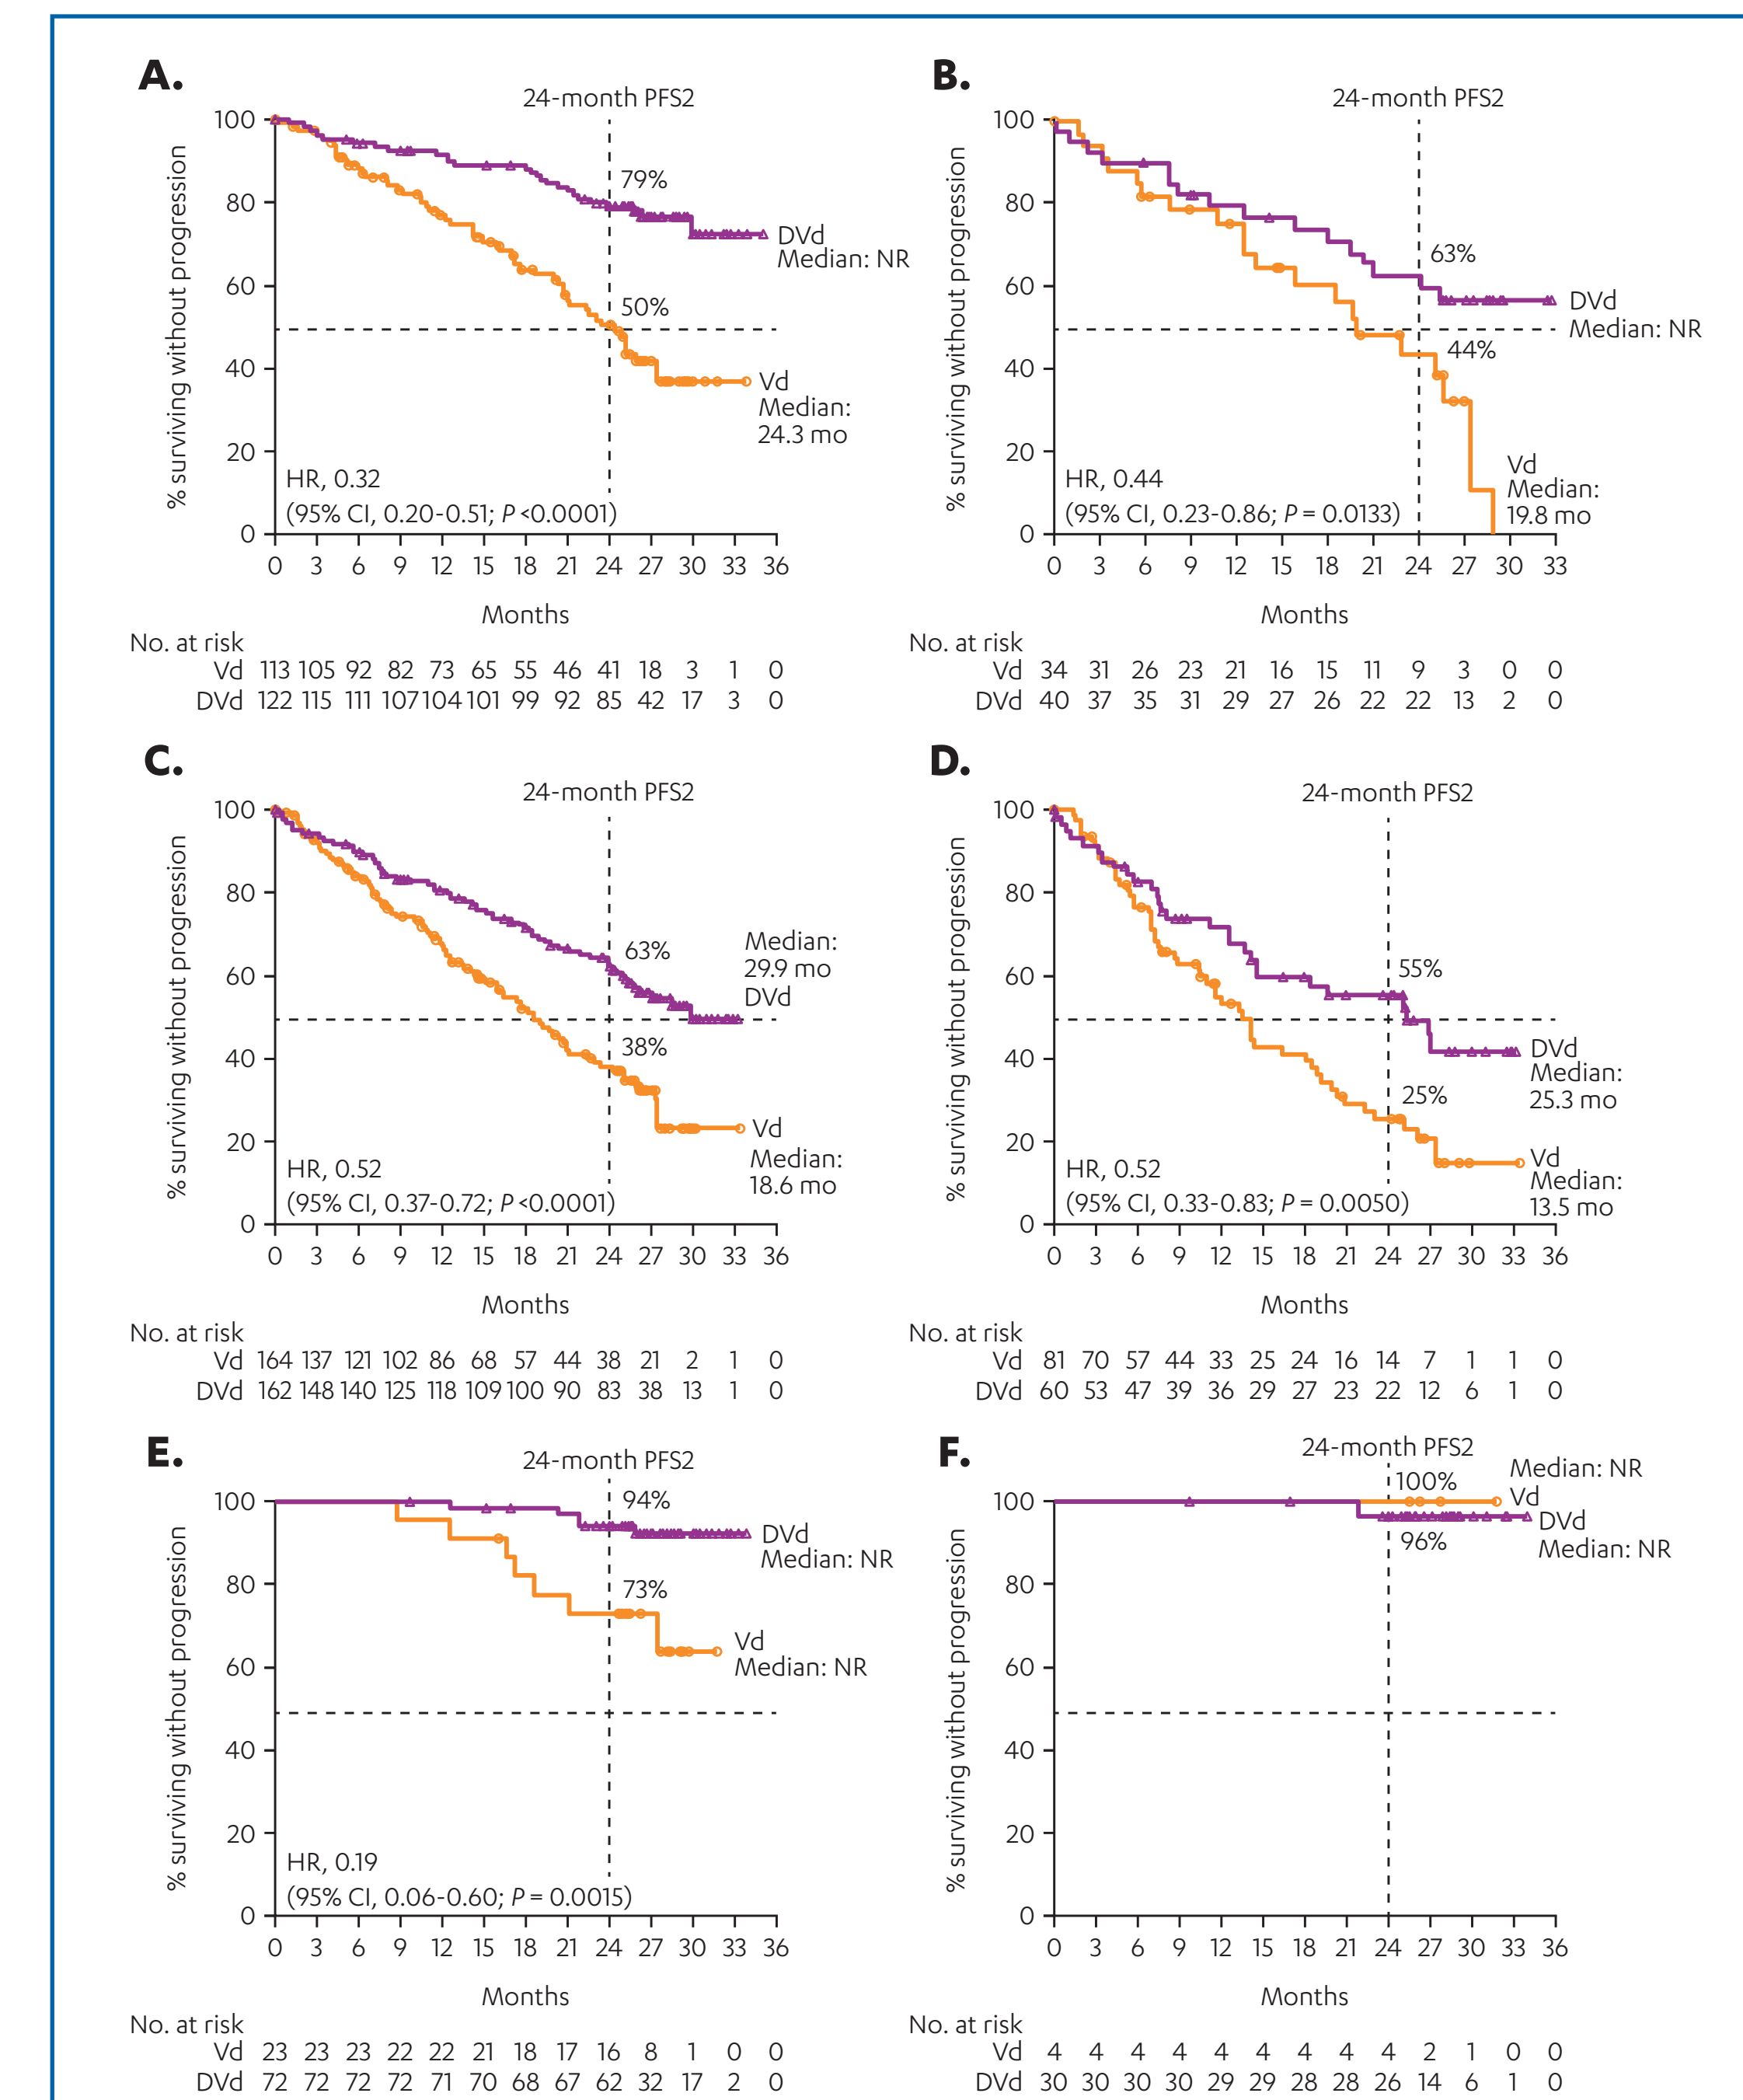 A.
24-month PFS2
% surviving without progression
100
80
60
40
20
0
79%
50%
DVd
Median: NR
Vd
Median:
24.3 mo
HR, 0.32
(95% CI, 0.20-0.51; P <0.0001)
0 3 6 9 12 15 18 21 24 27 30 33 36
Months
No. at risk
Vd 113 105 92 82 73 65 55 46 41 18 3 1 0
DVd 122 115 111 107 104 101 99 92 85 42 17 3 0
B.
24-month PFS2
% surviving without progression
100
80
60
40
20
0
63%
44%
DVd
Median: NR
Vd
Median:
19.8 mo
HR, 0.44
(95% CI, 0.23-0.86; P = 0.0133)
0 3 6 9 12 15 18 21 24 27 30 33
Months
No. at risk
Vd 34 31 26 23 21 16 15 11 9 3 0 0
DVd 40 37 35 31 29 27 26 22 22 13 2 0
C.
24-month PFS2
% surviving without progression
100
80
60
40
20
0
63%
38%
Median:
29.9 mo
DVd
Vd
Median:
18.6 mo
HR, 0.52
(95% CI, 0.37-0.72; P <0.0001)
0 3 6 9 12 15 18 21 24 27 30 33 36
Months
No. at risk
Vd 164 137 121 102 86 68 57 44 38 21 2 1 0
DVd 162 148 140 125 118 109 100 90 83 38 13 1 0
D.
24-month PFS2
% surviving without progression
100
80
60
40
20
0
55%
25%
DVd
Median:
25.3 mo
Vd
Median:
13.5 mo
HR, 0.52
(95% CI, 0.33-0.83; P = 0.0050)
0 3 6 9 12 15 18 21 24 27 30 33 36
Months
No. at risk
Vd 81 70 57 44 33 25 24 16 14 7 1 1 0
DVd 60 53 47 39 36 29 27 23 22 12 6 1 0
E.
24-month PFS2
% surviving without progression
100
80
60
40
20
0
94%
73%
DVd
Median: NR
Vd
Median: NR
HR, 0.19
(95% CI, 0.06-0.60; P = 0.0015)
0 3 6 9 12 15 18 21 24 27 30 33 36
Months
No. at risk
Vd 23 23 23 22 22 21 18 17 16 8 1 0 0
DVd 72 72 72 72 71 70 68 67 62 32 17 2 0
F.
24-month PFS2
% surviving without progression
100
80
60
40
20
0
100%
96%
Median: NR
Vd
DVd
Median: NR
0 3 6 9 12 15 18 21 24 27 30 33 36
Months
No. at risk
Vd 4 4 4 4 4 4 4 4 4 2 1 0 0
DVd 30 30 30 30 29 29 28 28 26 14 6 1 0